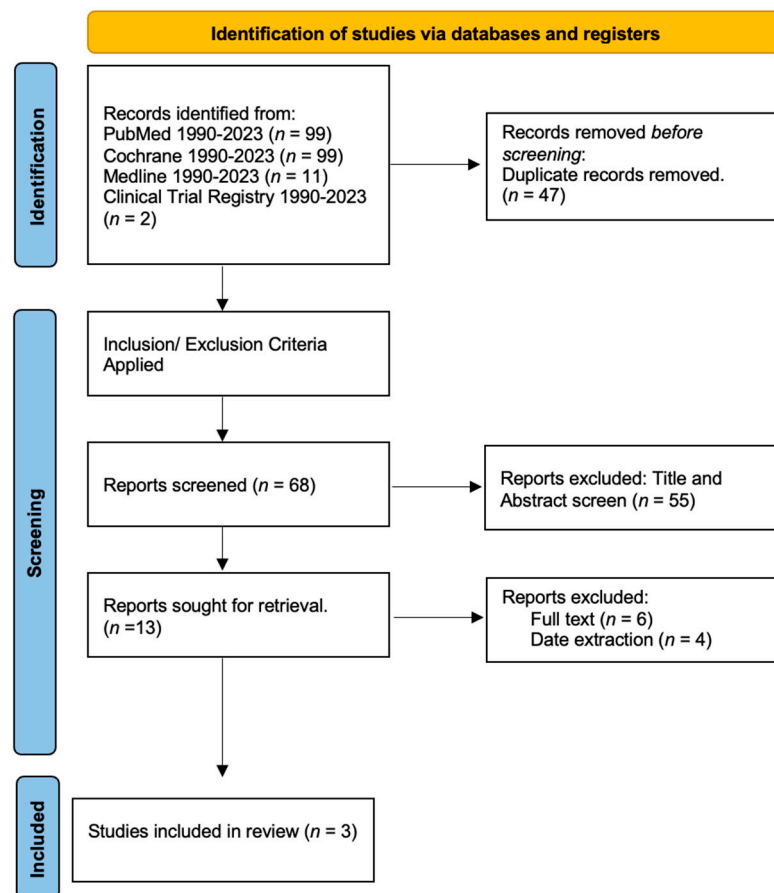 Identification of studies via databases and registers
Identification
Records identified from:
PubMed 1990-2023 (n = 99)
Cochrane 1990-2023 (n = 99)
Medline 1990-2023 (n = 11)
Clinical Trial Registry 1990-2023
(n = 2)
Records removed before
screening:
Duplicate records removed.
(n = 47)
Screening
Inclusion/ Exclusion Criteria
Applied
Reports screened (n = 68)
Reports excluded: Title and
Abstract screen (n = 55)
Reports sought for retrieval.
(n =13)
Reports excluded:
Full text (n = 6)
Date extraction (n = 4)
Included
Studies included in review (n = 3)